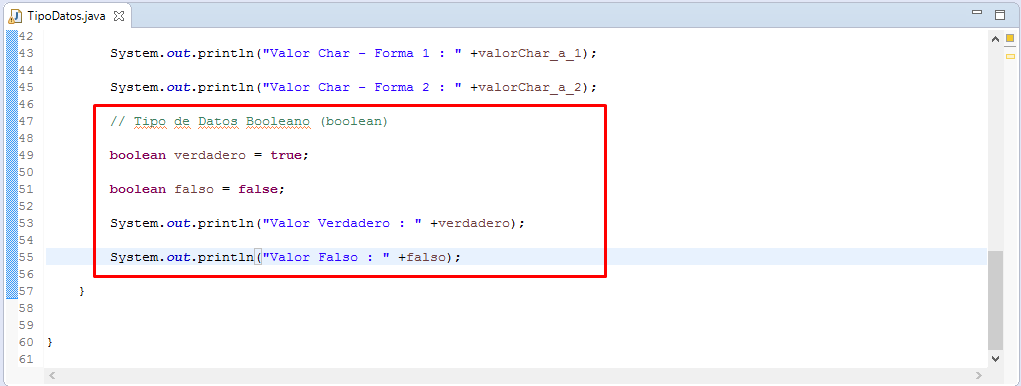 TipoDatos.java
42
43 System.out.println("Valor Char - Forma 1 : " +valorChar_a_1);
44
45 System.out.println("Valor Char - Forma 2 : " +valorChar_a_2);
46
47 // Tipo de Datos Booleano (boolean)
48
49 boolean verdadero = true;
50
51 boolean falso = false;
52
53 System.out.println("Valor Verdadero : " +verdadero);
54
55 System.out.println("Valor Falso : " +falso);
56
57 }
58
59
60 }
61